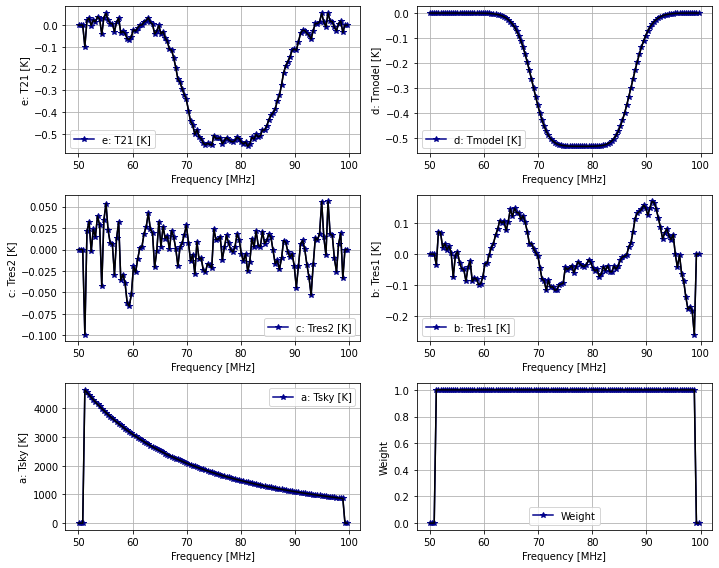 e: T21 [K]
0.0
−0.1
−0.2
−0.3
−0.4
−0.5
e: T21 [K]
50 60 70 80 90 100
Frequency [MHz]
d: Tmodel [K]
0.0
−0.1
−0.2
−0.3
−0.4
−0.5
d: Tmodel [K]
50 60 70 80 90 100
Frequency [MHz]
c: Tres2 [K]
0.050
0.025
0.000
−0.025
−0.050
−0.075
−0.100
c: Tres2 [K]
50 60 70 80 90 100
Frequency [MHz]
b: Tres1 [K]
0.1
0.0
−0.1
−0.2
b: Tres1 [K]
50 60 70 80 90 100
Frequency [MHz]
a: Tsky [K]
4000
3000
2000
1000
0
a: Tsky [K]
50 60 70 80 90 100
Frequency [MHz]
Weight
1.0
0.8
0.6
0.4
0.2
0.0
Weight
50 60 70 80 90 100
Frequency [MHz]